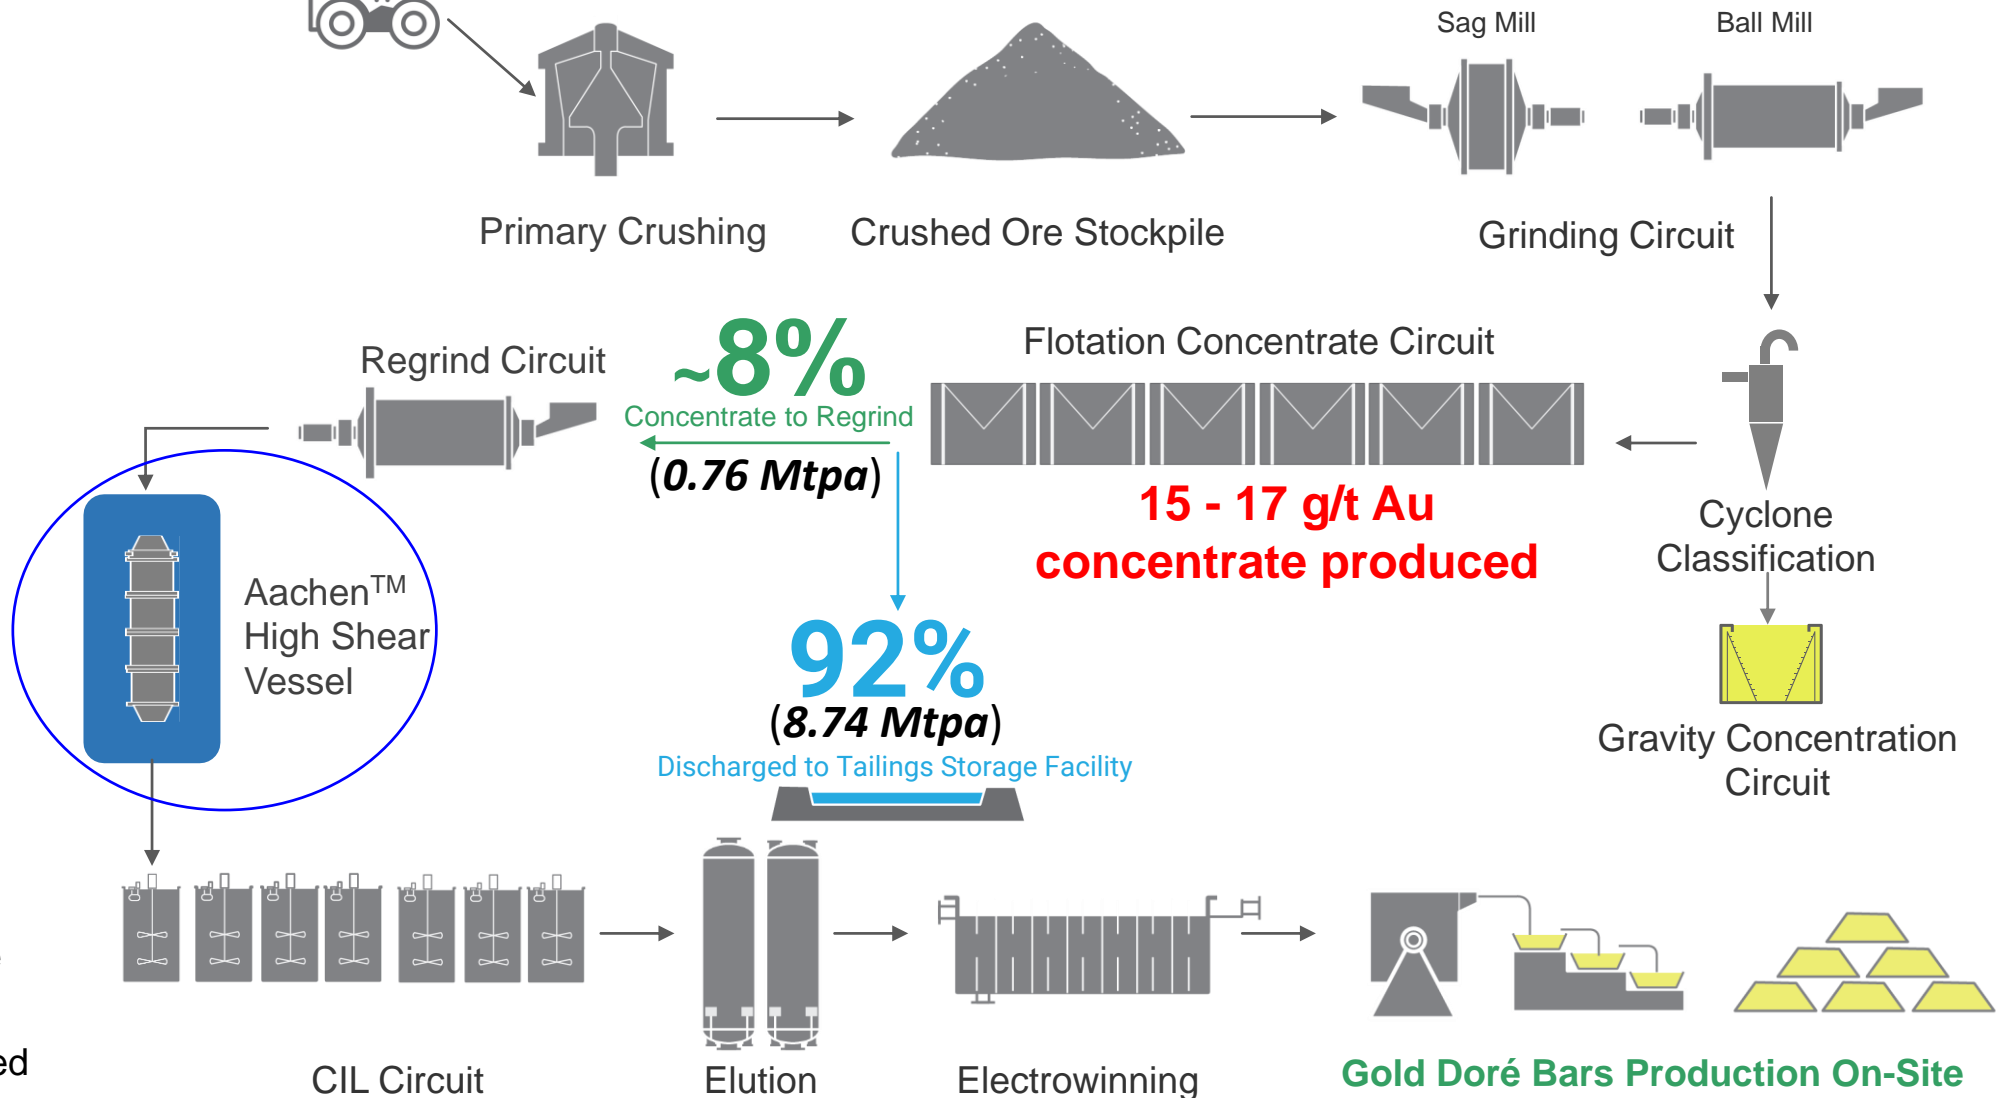 Sag Mill
Ball Mill
Primary Crushing
Crushed Ore Stockpile
Grinding Circuit
Regrind Circuit
~8%
Concentrate to Regrind
(0.76 Mtpa)
Flotation Concentrate Circuit
15 - 17 g/t Au
concentrate produced
Cyclone
Classification
Aachen™
High Shear
Vessel
92%
(8.74 Mtpa)
Discharged to Tailings Storage Facility
Gravity Concentration
Circuit
ed
CIL Circuit
Elution
Electrowinning
Gold Doré Bars Production On-Site